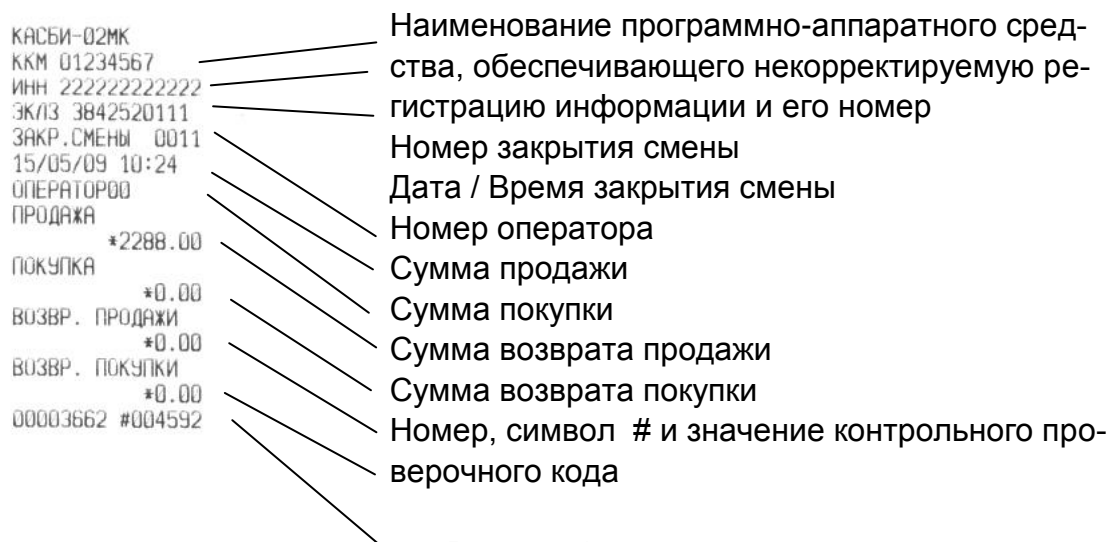 КАСБИ-02МК
ККМ 01234567
ИНН 222222222222
ЭКЛЗ 3842520111
ЗАКР.СМЕНЫ 0011
15/05/09 10:24
ОПЕРАТОР00
ПРОДАЖА
*2288.00
ПОКУПКА
*0.00
ВОЗВР. ПРОДАЖИ
*0.00
ВОЗВР. ПОКУПКИ
*0.00
00003662 #004592
Наименование программно-аппаратного сред-
ства, обеспечивающего некорректируемую ре-
гистрацию информации и его номер
Номер закрытия смены
Дата / Время закрытия смены
Номер оператора
Сумма продажи
Сумма покупки
Сумма возврата продажи
Сумма возврата покупки
Номер, символ # и значение контрольного про-
верочного кода